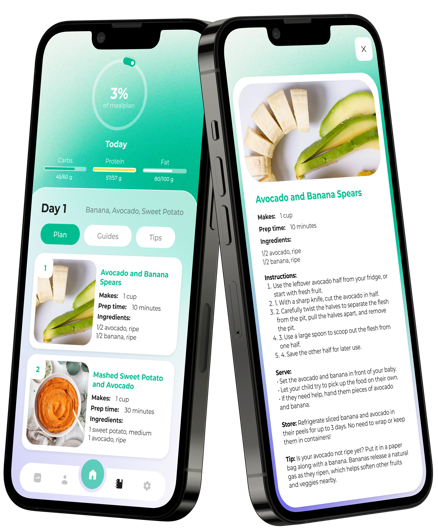 3%
of mealplan
Today
Carbs
Protein
Fat
45/60 g
57/57 g
60/100 g
Day 1
Banana, Avocado, Sweet Potato
Plan
Guides
Tips
1
Avocado and Banana
Spears
Makes: 1 cup
Prep time: 10 minutes
Ingredients:
1/2 avocado, ripe
1/2 banana, ripe
2
Mashed Sweet Potato
and Avocado
Makes: 1 cup
Prep time: 30 minutes
Ingredients:
1 sweet potato, medium
1 avocado, ripe
X
Avocado and Banana Spears
Makes: 1 cup
Prep time: 10 minutes
Ingredients:
1/2 avocado, ripe
1/2 banana, ripe
Instructions:
1. Use the leftover avocado half from your fridge, or
start with fresh fruit.
2. 1. With a sharp knife, cut the avocado in half.
3. 2. Carefully twist the halves to separate the flesh
from the pit, pull the halves apart, and remove
the pit.
4. 3. Use a large spoon to scoop out the flesh from
one half.
5. 4. Save the other half for later use.
Serve:
• Set the avocado and banana in front of your baby.
• Let your child try to pick up the food on their own.
• If they need help, hand them pieces of avocado
and banana.
Store: Refrigerate sliced banana and avocado in
their peels for up to 3 days. No need to wrap or keep
them in containers!
Tip: Is your avocado not ripe yet? Put it in a paper
bag along with a banana. Bananas release a natural
gas as they ripen, which helps soften other fruits
and veggies nearby.